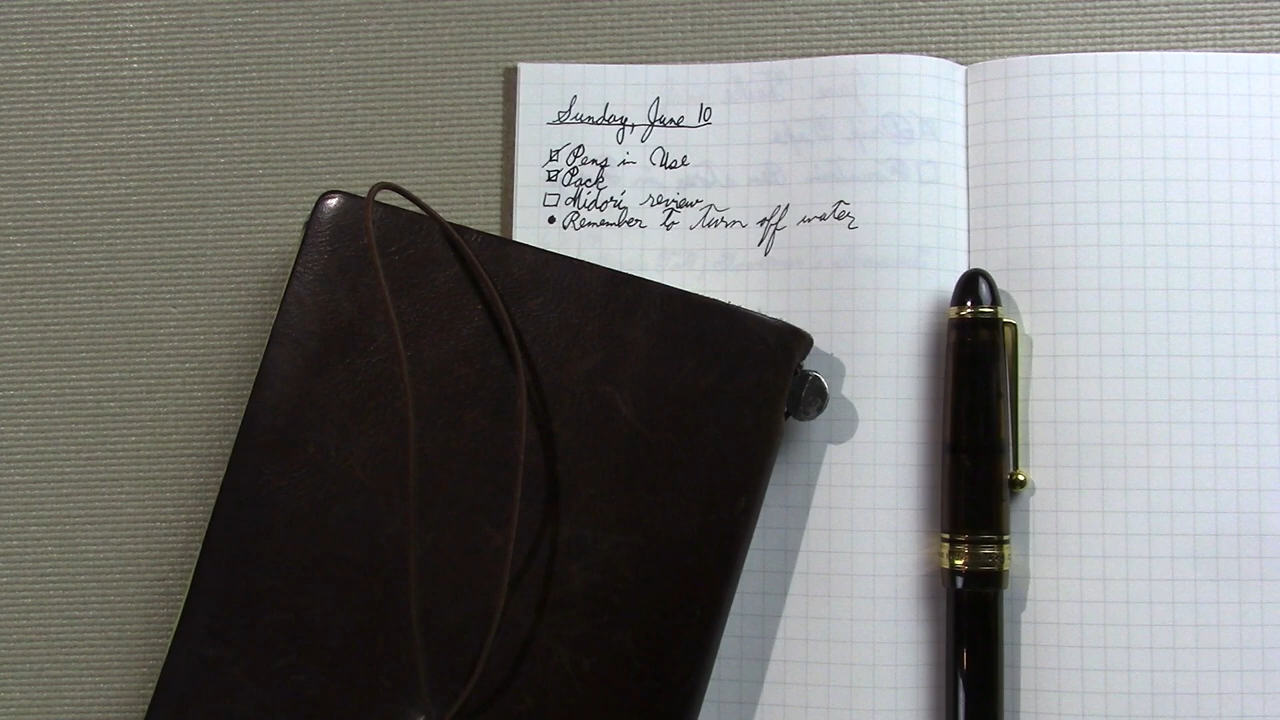 Sunday, June 10
☑ Pens in Use
☑ Pack
☐ Midori review
• Remember to turn off water